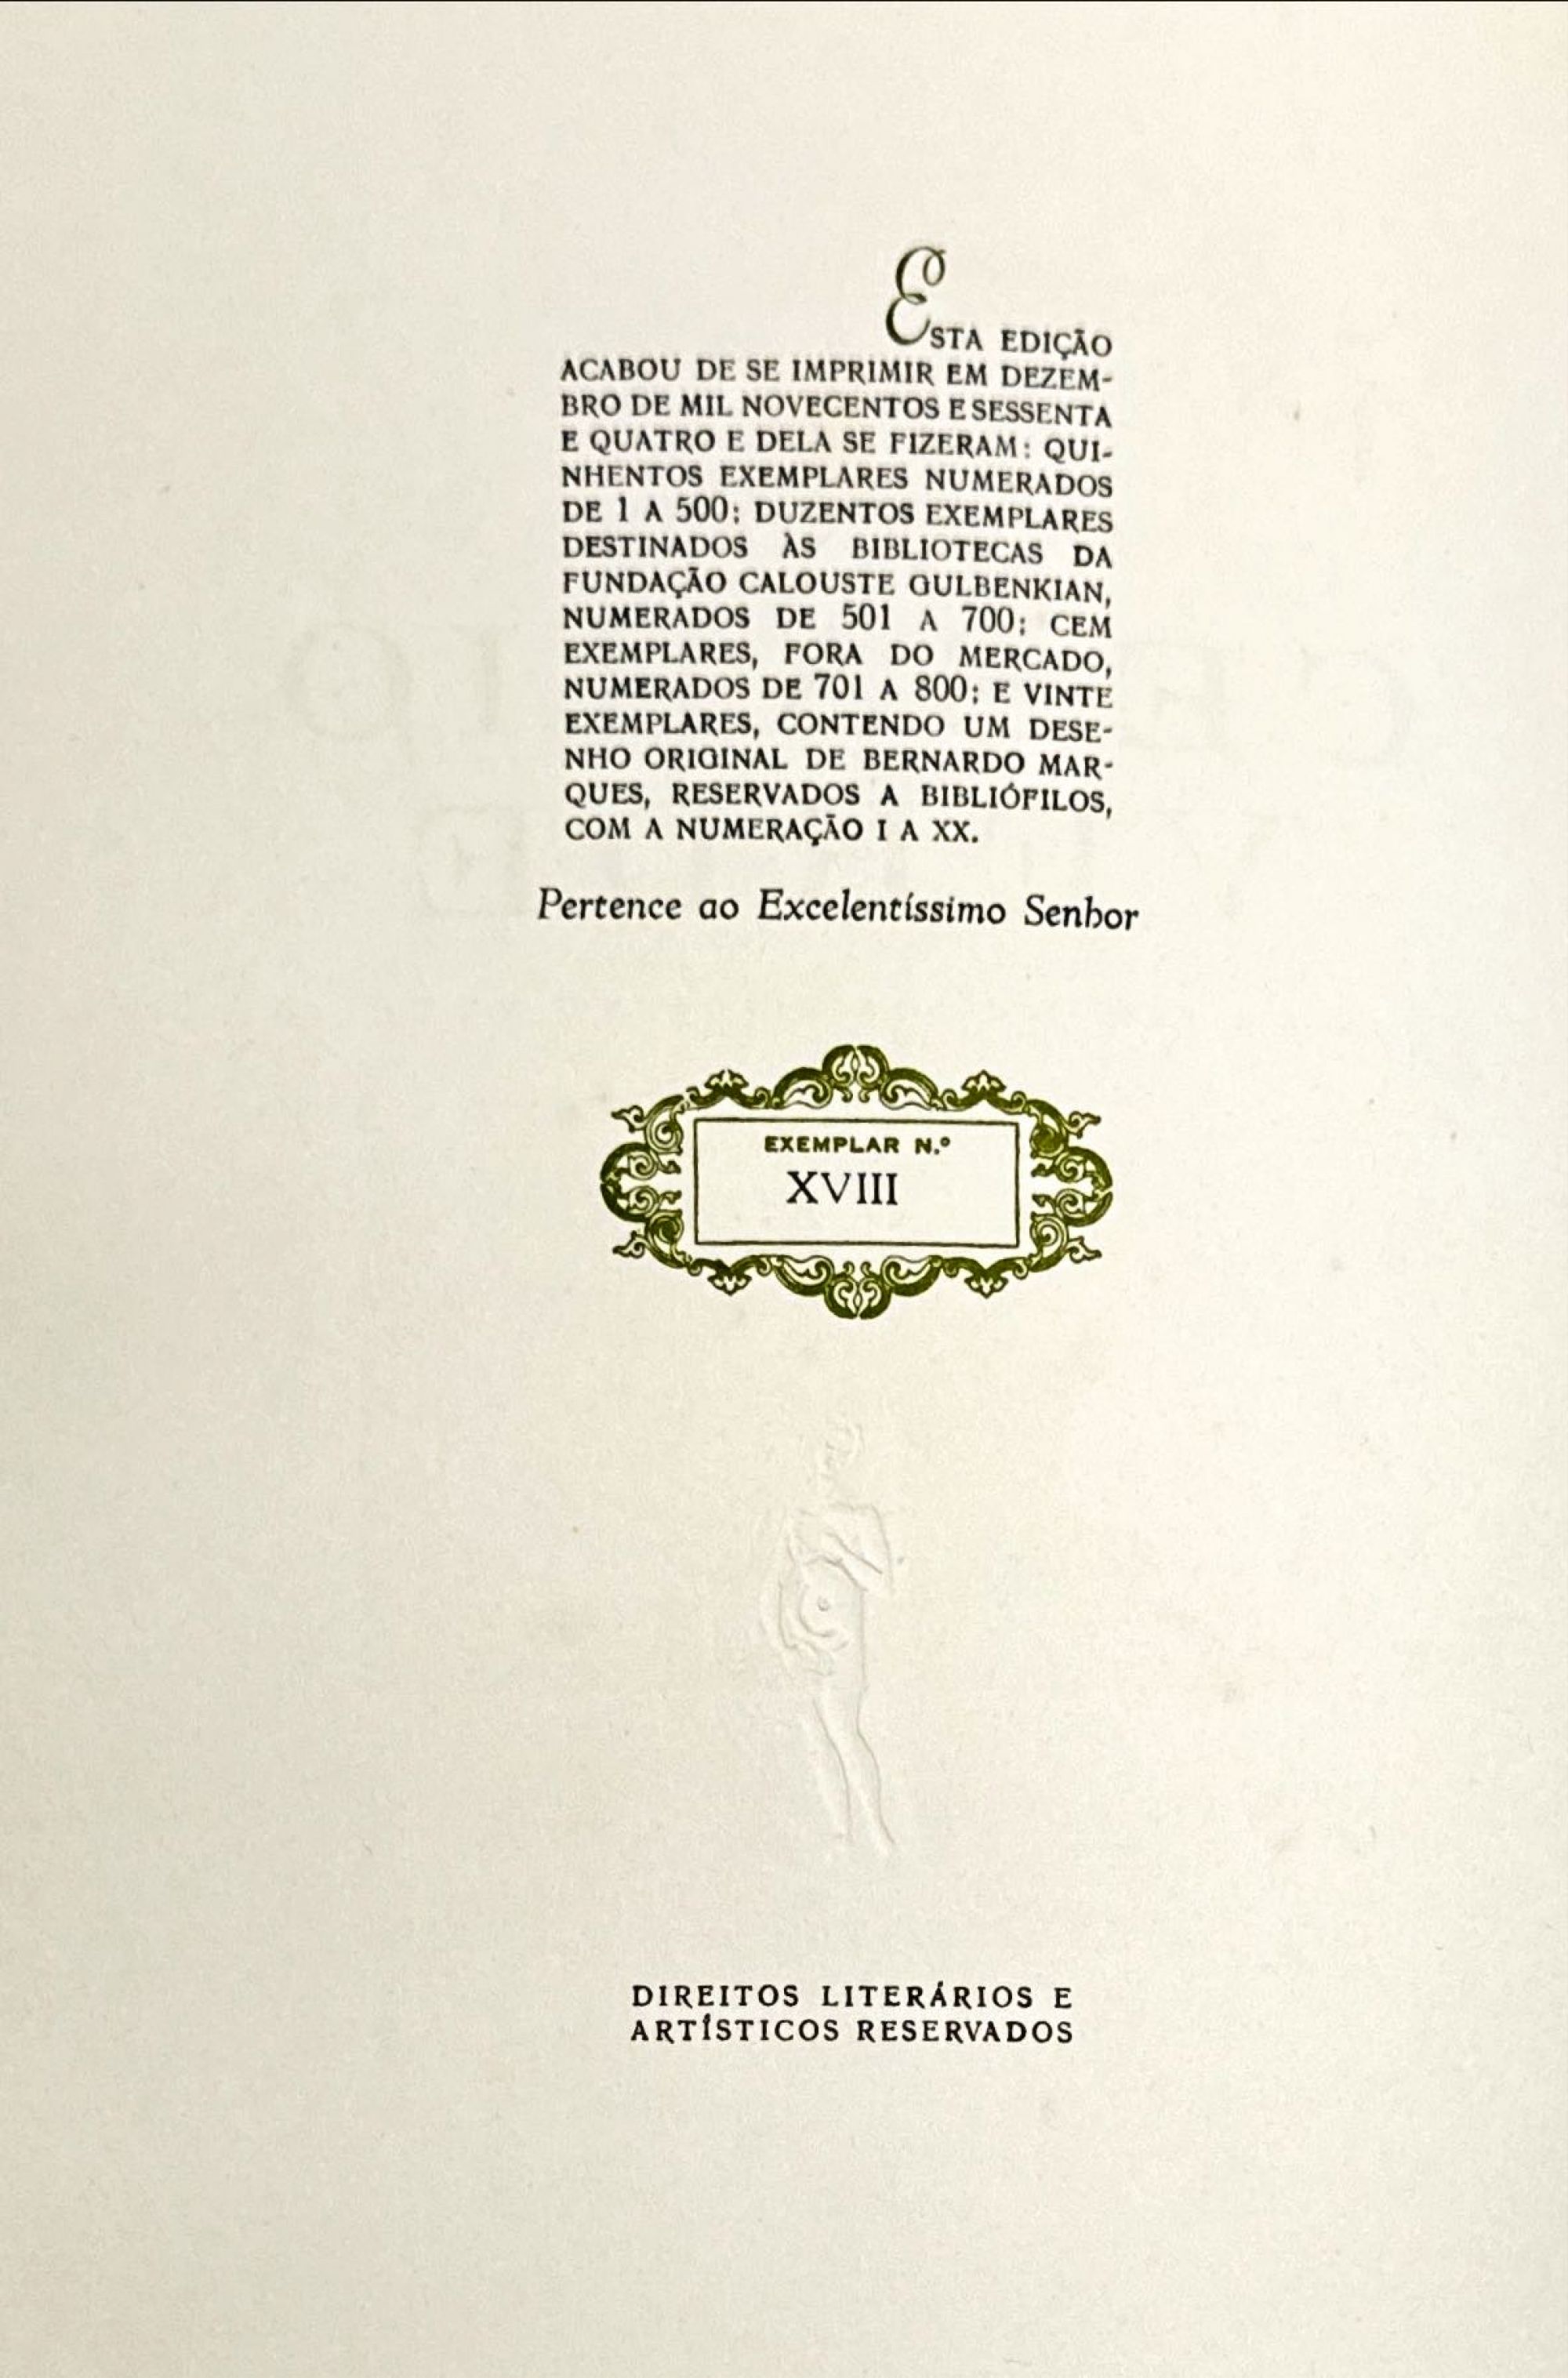 ESTA EDIÇÃO
ACABOU DE SE IMPRIMIR EM DEZEM-
BRO DE MIL NOVECENTOS E SESSENTA
E QUATRO E DELA SE FIZERAM: QUI-
NHENTOS EXEMPLARES NUMERADOS
DE 1 A 500; DUZENTOS EXEMPLARES
DESTINADOS ÀS BIBLIOTECAS DA
FUNDAÇÃO CALOUSTE GULBENKIAN,
NUMERADOS DE 501 A 700; CEM
EXEMPLARES, FORA DO MERCADO,
NUMERADOS DE 701 A 800; E VINTE
EXEMPLARES, CONTENDO UM DESE-
NHO ORIGINAL DE BERNARDO MAR-
QUES, RESERVADOS A BIBLIÓFILOS,
COM A NUMERAÇÃO I A XX.
Pertence ao Excelentíssimo Senhor
EXEMPLAR N.º
XVIII
DIREITOS LITERÁRIOS E
ARTÍSTICOS RESERVADOS